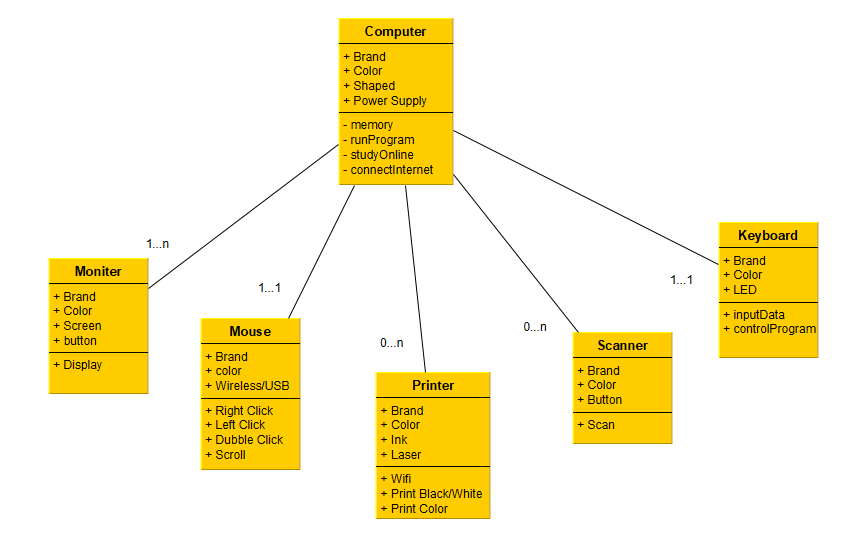 Computer
+ Brand
+ Color
+ Shaped
+ Power Supply
- memory
- runProgram
- studyOnline
- connectInternet
1...n
Moniter
+ Brand
+ Color
+ Screen
+ button
+ Display
1...1
Mouse
+ Brand
+ color
+ Wireless/USB
+ Right Click
+ Left Click
+ Dubble Click
+ Scroll
0...n
Printer
+ Brand
+ Color
+ Ink
+ Laser
+ Wifi
+ Print Black/White
+ Print Color
0...n
Scanner
+ Brand
+ Color
+ Button
+ Scan
1...1
Keyboard
+ Brand
+ Color
+ LED
+ inputData
+ controlProgram